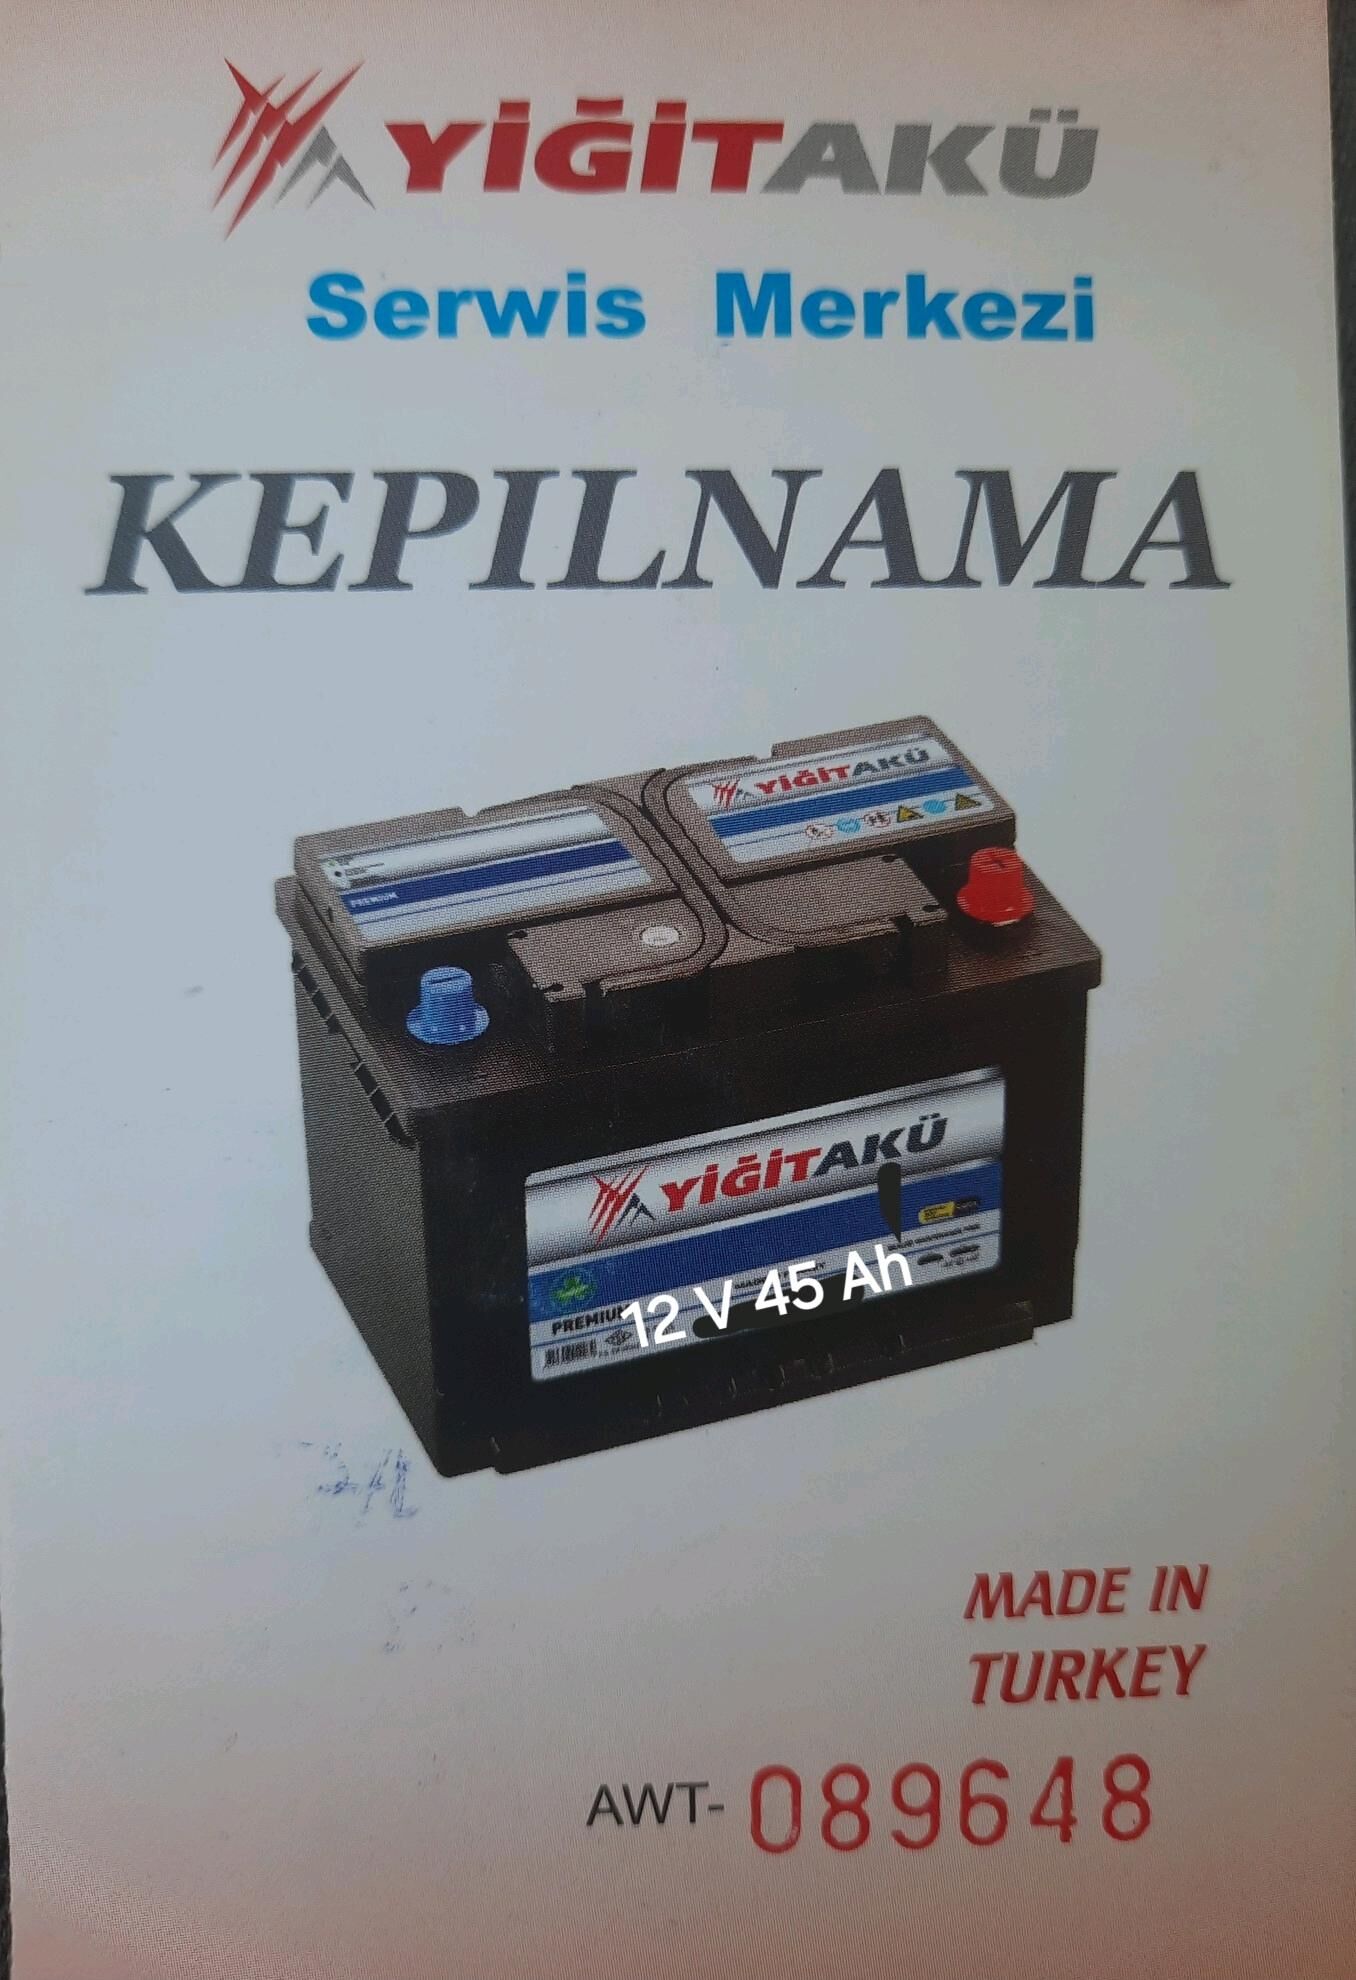 YİĞİTAKÜ
Serwis Merkezi
KEPILNAMA
YİĞİTAKÜ
PREMIUM
YİĞİTAKÜ
PREMIUM
12 V 45 Ah
MADE IN
TURKEY
AWT- 089648